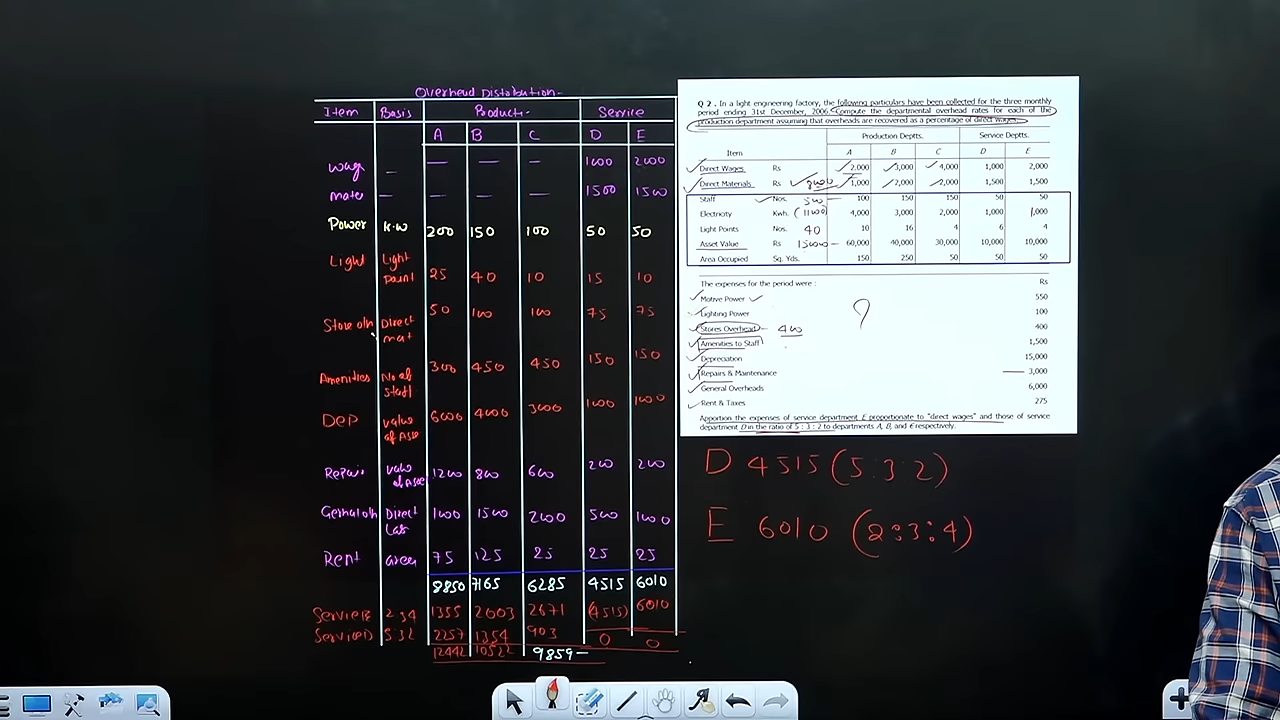 Overhead Distbution-
Item Basis Product- Service
A B C D E
wag — — — — 1000 2000
mate — — — — 1500 1500
Power K.W 200 150 100 50 50
Light Light Point 25 40 10 15 10
Store o/h Direct mat 50 100 100 75 75
Amenities No of staff 300 450 450 150 150
DeP value of Asse 6000 4000 3000 1000 1000
Repair valu of Asse 1200 800 600 200 200
Genral o/h Direct Lab 1000 1500 2000 500 1000
Rent area 75 125 25 25 25
8850 7165 6285 4515 6010
Service 2 3 4 1355 2003 2671 (4515) 6010
Service 5 3 2 2257 1354 903 0 0
12442 10522 9859-
Q 2 . In a light engineering factory, the following particulars have been collected for the three monthly
period ending 31st December, 2006. Compute the departmental overhead rates for each of the
production department assuming that overheads are recovered as a percentage of direct wages.
Production Deptts. Service Deptts.
Item A B C D E
Direct Wages Rs 2,000 3,000 4,000 1,000 2,000
Direct Materials Rs 8000 1,000 2,000 2,000 1,500 1,500
Staff Nos. 500 100 150 150 50 50
Electricity Kwh. (11000) 4,000 3,000 2,000 1,000 1,000
Light Points Nos. 40 10 16 4 6 4
Asset Value Rs 15000 60,000 40,000 30,000 10,000 10,000
Area Occupied Sq. Yds. 150 250 50 50 50
The expenses for the period were : Rs
Motive Power 550
Lighting Power 100
Stores Overhead 400 400
Amenities to Staff 1,500
Depreciation 15,000
Repairs & Maintenance 3,000
General Overheads 6,000
Rent & Taxes 275
?
Apportion the expenses of service department E proportionate to "direct wages" and those of service
department D in the ratio of 5 : 3 : 2 to departments A, B, and C respectively.
D 4515 (5:3:2)
E 6010 (2:3:4)